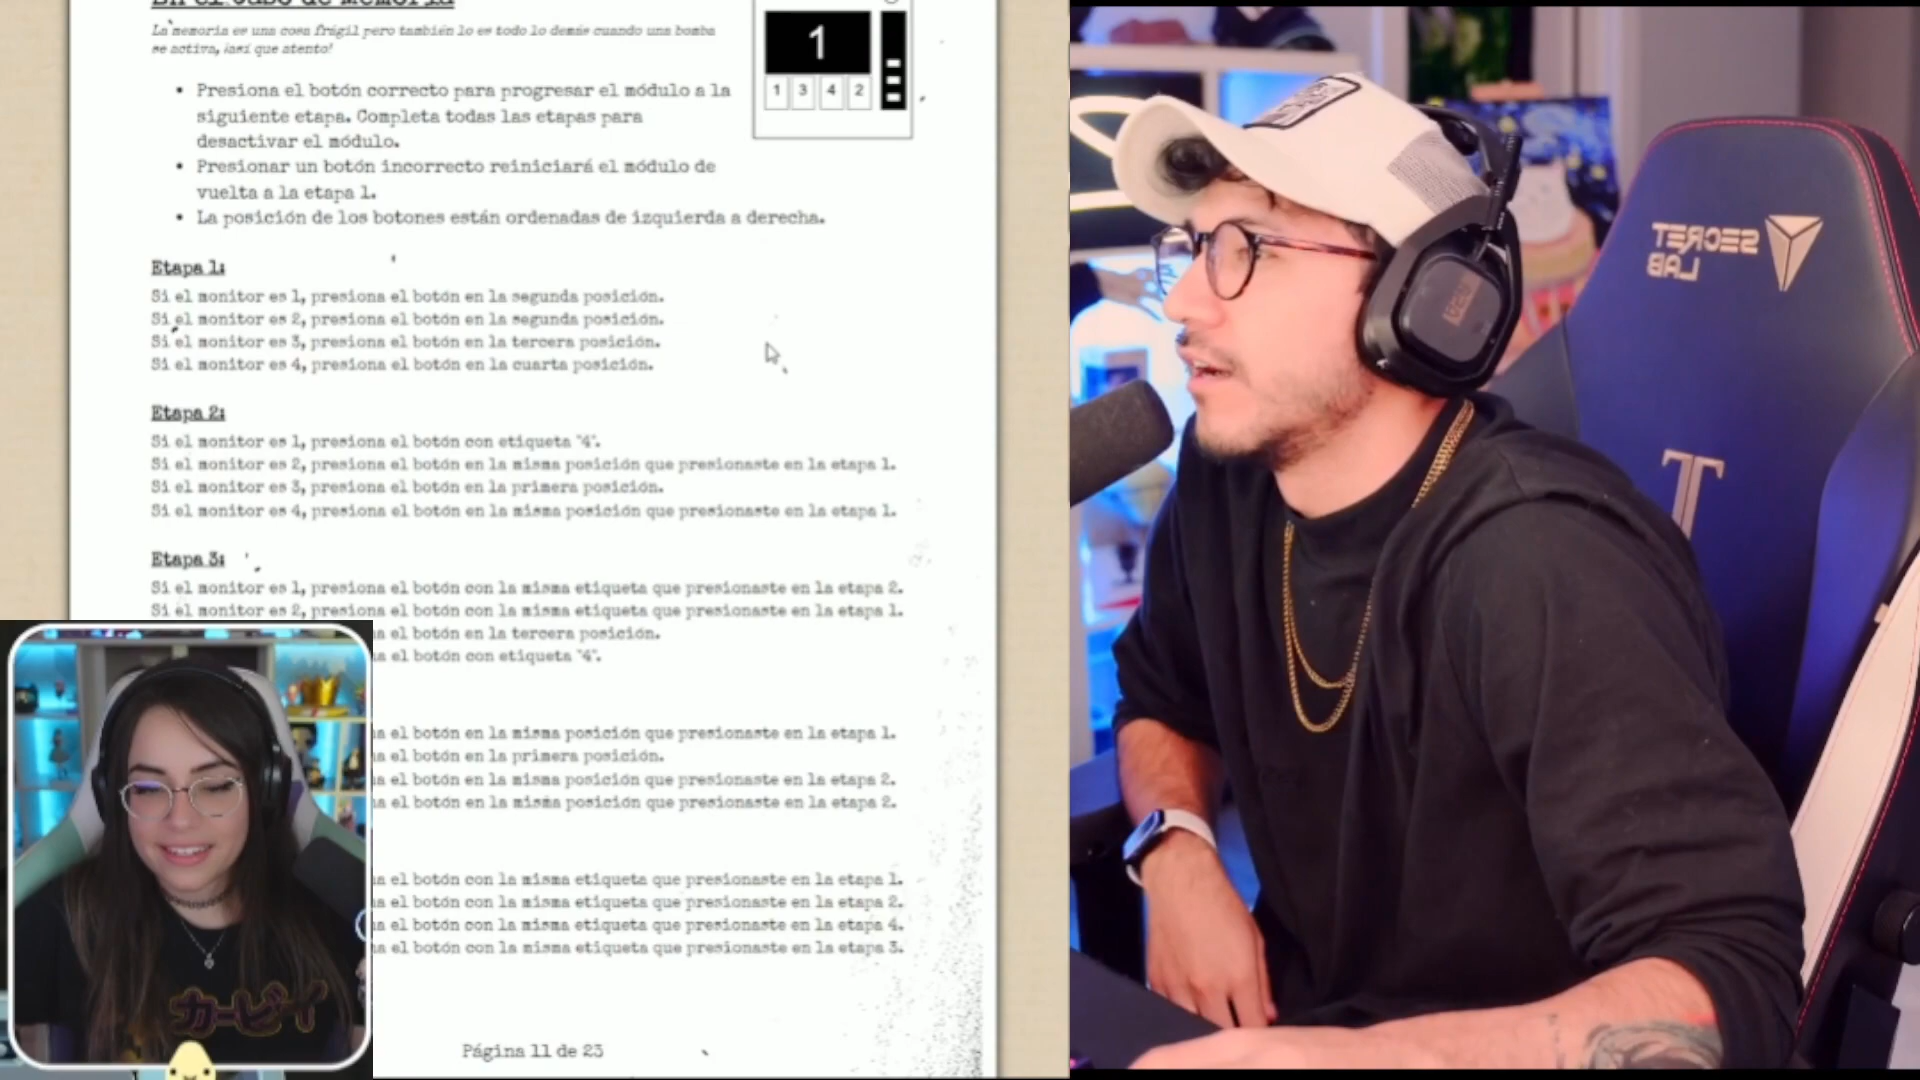 En el Caso de Memoria
La memoria es una cosa frágil pero también lo es todo lo demás cuando una bomba
se activa, ¡así que atento!
1
1 3 4 2
• Presiona el botón correcto para progresar el módulo a la
siguiente etapa. Completa todas las etapas para
desactivar el módulo.
• Presionar un botón incorrecto reiniciará el módulo de
vuelta a la etapa 1.
• La posición de los botones están ordenadas de izquierda a derecha.
Etapa 1:
Si el monitor es 1, presiona el botón en la segunda posición.
Si el monitor es 2, presiona el botón en la segunda posición.
Si el monitor es 3, presiona el botón en la tercera posición.
Si el monitor es 4, presiona el botón en la cuarta posición.
Etapa 2:
Si el monitor es 1, presiona el botón con etiqueta "4".
Si el monitor es 2, presiona el botón en la misma posición que presionaste en la etapa 1.
Si el monitor es 3, presiona el botón en la primera posición.
Si el monitor es 4, presiona el botón en la misma posición que presionaste en la etapa 1.
Etapa 3:
Si el monitor es 1, presiona el botón con la misma etiqueta que presionaste en la etapa 2.
Si el monitor es 2, presiona el botón con la misma etiqueta que presionaste en la etapa 1.
a el botón en la tercera posición.
a el botón con etiqueta "4".
a el botón en la misma posición que presionaste en la etapa 1.
a el botón en la primera posición.
a el botón en la misma posición que presionaste en la etapa 2.
a el botón en la misma posición que presionaste en la etapa 2.
a el botón con la misma etiqueta que presionaste en la etapa 1.
a el botón con la misma etiqueta que presionaste en la etapa 2.
a el botón con la misma etiqueta que presionaste en la etapa 4.
a el botón con la misma etiqueta que presionaste en la etapa 3.
Página 11 de 23
カービィ
SECRET
LAB